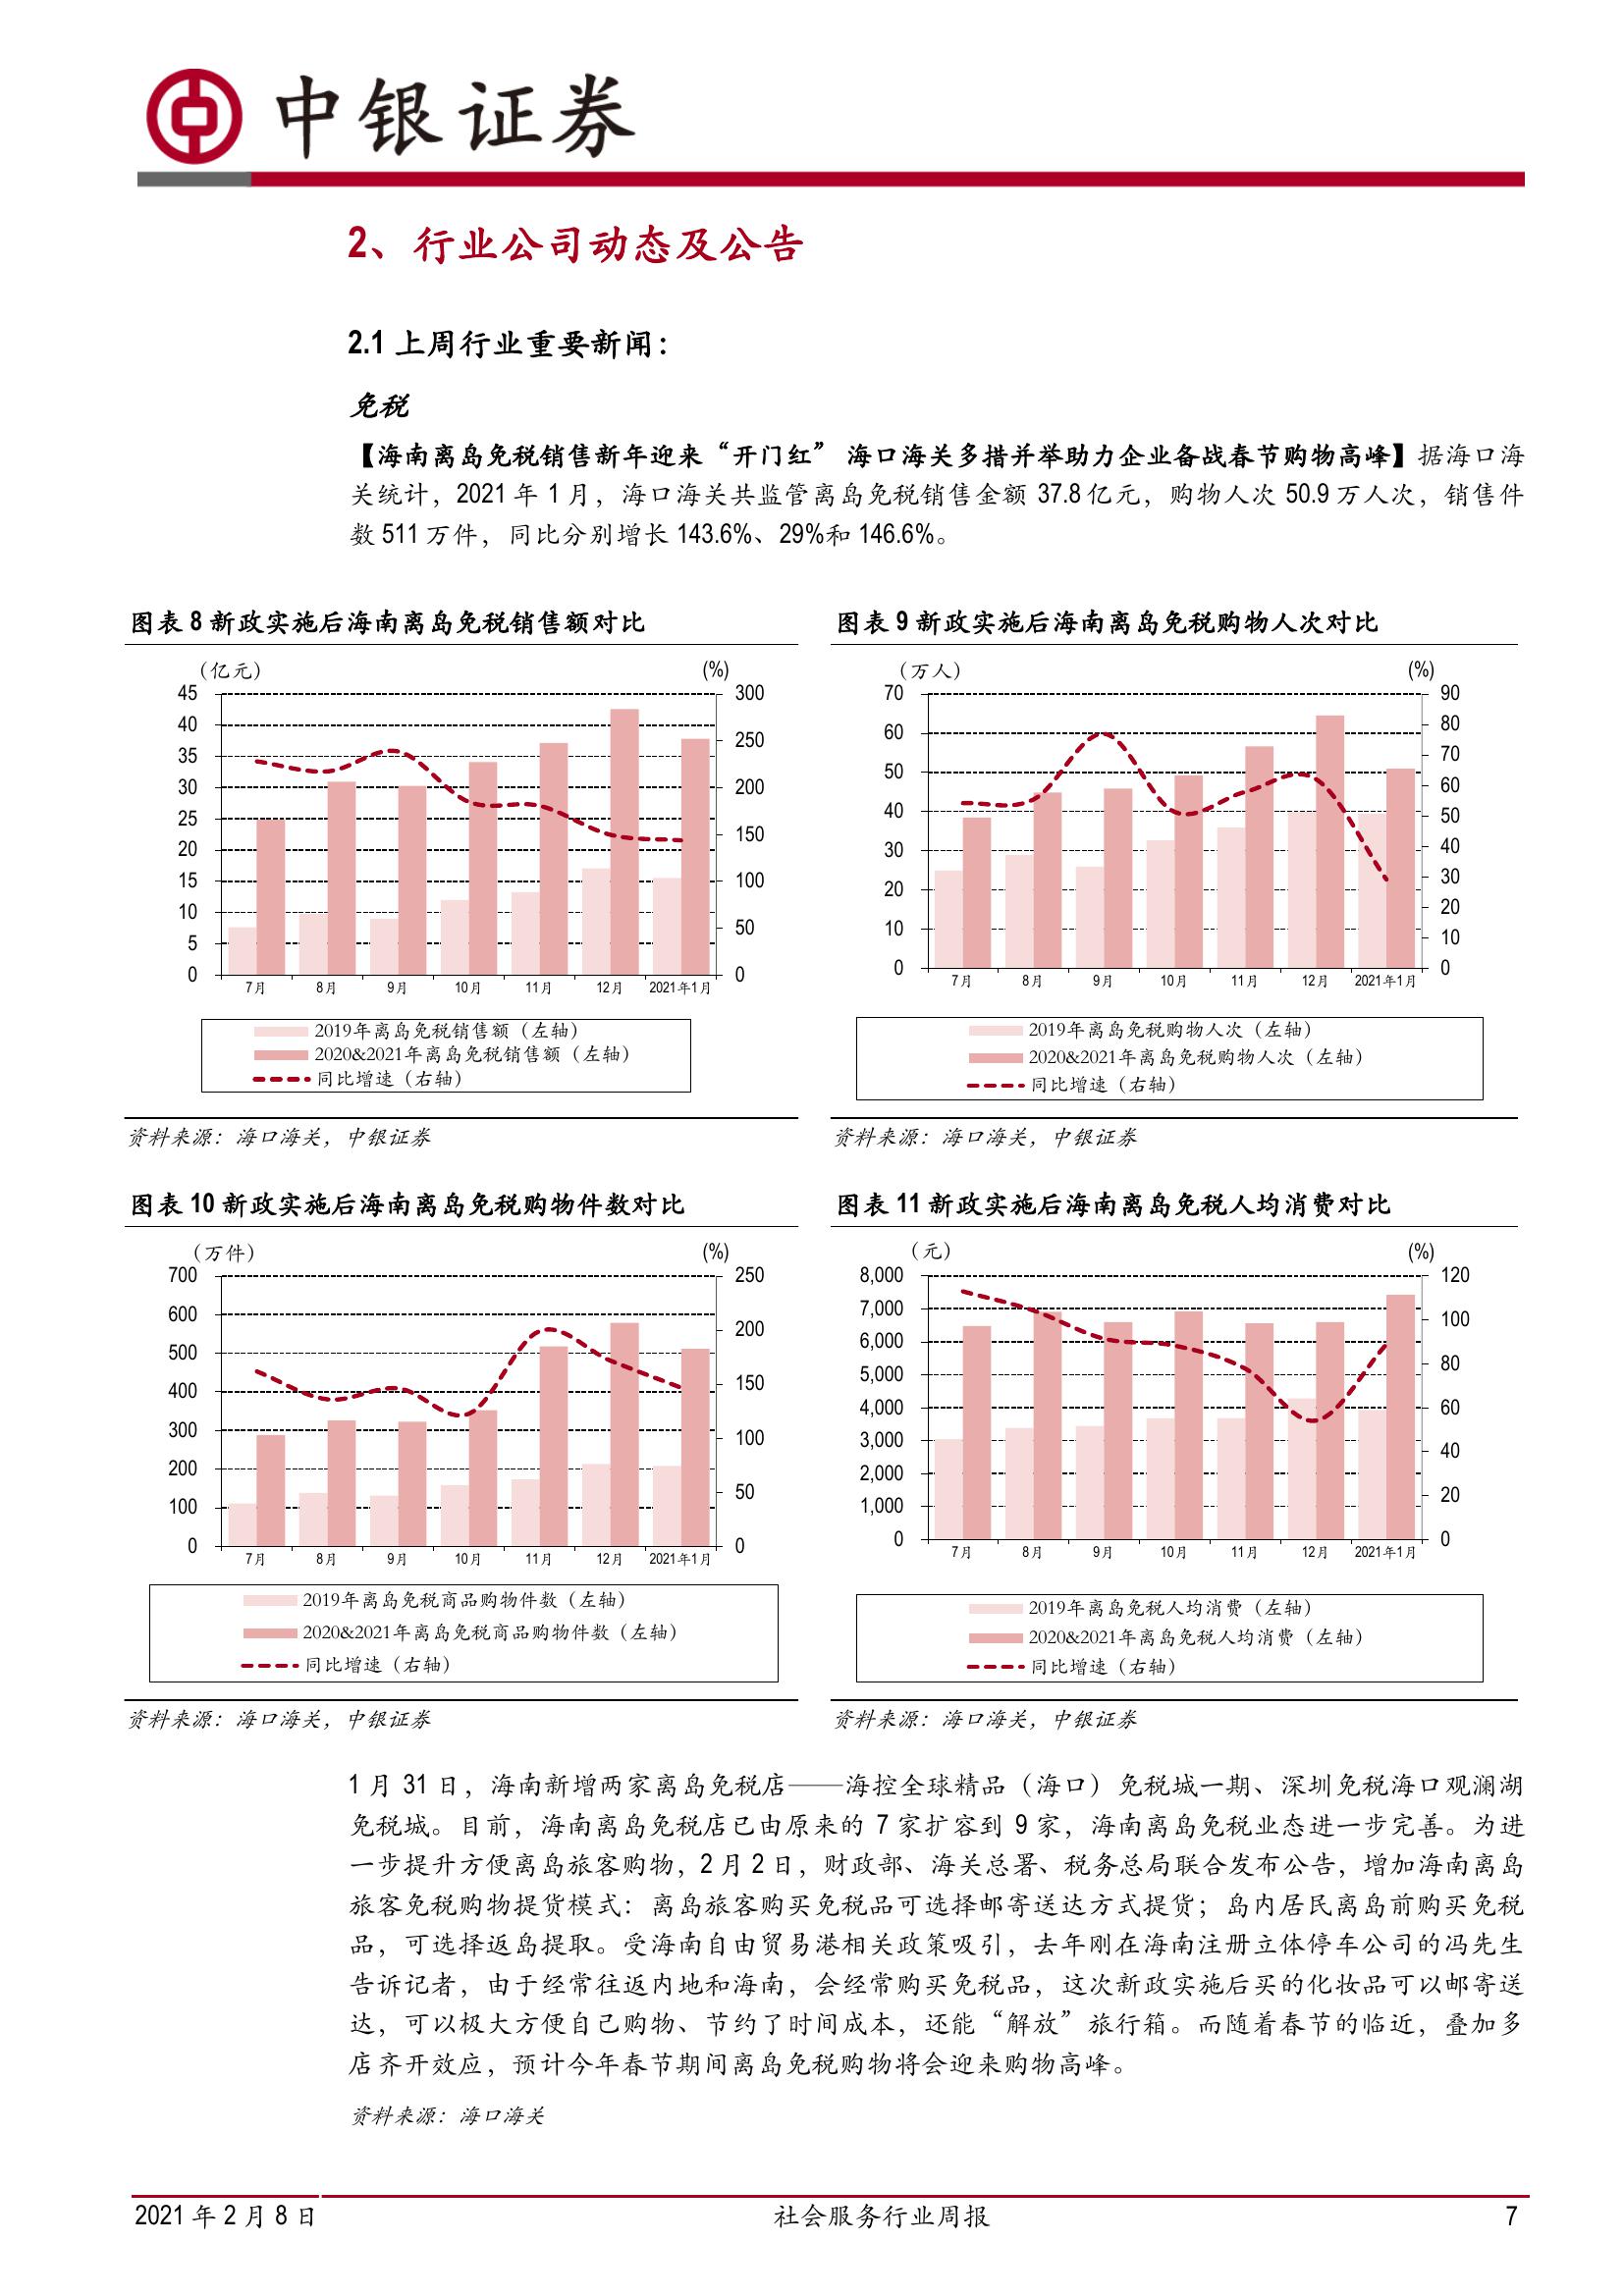 中银证券
2、行业公司动态及公告
2.1 上周行业重要新闻：
免税
【海南离岛免税销售新年迎来“开门红” 海口海关多措并举助力企业备战春节购物高峰】据海口海
关统计，2021 年 1 月，海口海关共监管离岛免税销售金额 37.8 亿元，购物人次 50.9 万人次，销售件
数 511 万件，同比分别增长 143.6%、29%和 146.6%。
图表 8 新政实施后海南离岛免税销售额对比
（亿元）
(%)
45
40
35
30
25
20
15
10
5
0
300
250
200
150
100
50
0
7月
8月
9月
10月
11月
12月
2021年1月
2019年离岛免税销售额（左轴）
2020&2021年离岛免税销售额（左轴）
同比增速（右轴）
资料来源：海口海关，中银证券
图表 9 新政实施后海南离岛免税购物人次对比
（万人）
(%)
70
60
50
40
30
20
10
0
90
80
70
60
50
40
30
20
10
0
7月
8月
9月
10月
11月
12月
2021年1月
2019年离岛免税购物人次（左轴）
2020&2021年离岛免税购物人次（左轴）
同比增速（右轴）
资料来源：海口海关，中银证券
图表 10 新政实施后海南离岛免税购物件数对比
（万件）
(%)
700
600
500
400
300
200
100
0
250
200
150
100
50
0
7月
8月
9月
10月
11月
12月
2021年1月
2019年离岛免税商品购物件数（左轴）
2020&2021年离岛免税商品购物件数（左轴）
同比增速（右轴）
资料来源：海口海关，中银证券
图表 11 新政实施后海南离岛免税人均消费对比
（元）
(%)
8,000
7,000
6,000
5,000
4,000
3,000
2,000
1,000
0
120
100
80
60
40
20
0
7月
8月
9月
10月
11月
12月
2021年1月
2019年离岛免税人均消费（左轴）
2020&2021年离岛免税人均消费（左轴）
同比增速（右轴）
资料来源：海口海关，中银证券
1 月 31 日，海南新增两家离岛免税店——海控全球精品（海口）免税城一期、深圳免税海口观澜湖
免税城。目前，海南离岛免税店已由原来的 7 家扩容到 9 家，海南离岛免税业态进一步完善。为进
一步提升方便离岛旅客购物，2 月 2 日，财政部、海关总署、税务总局联合发布公告，增加海南离岛
旅客免税购物提货模式：离岛旅客购买免税品可选择邮寄送达方式提货；岛内居民离岛前购买免税
品，可选择返岛提取。受海南自由贸易港相关政策吸引，去年刚在海南注册立体停车公司的冯先生
告诉记者，由于经常往返内地和海南，会经常购买免税品，这次新政实施后买的化妆品可以邮寄送
达，可以极大方便自己购物、节约了时间成本，还能“解放”旅行箱。而随着春节的临近，叠加多
店齐开效应，预计今年春节期间离岛免税购物将会迎来购物高峰。
资料来源：海口海关
2021 年 2 月 8 日
社会服务行业周报
7